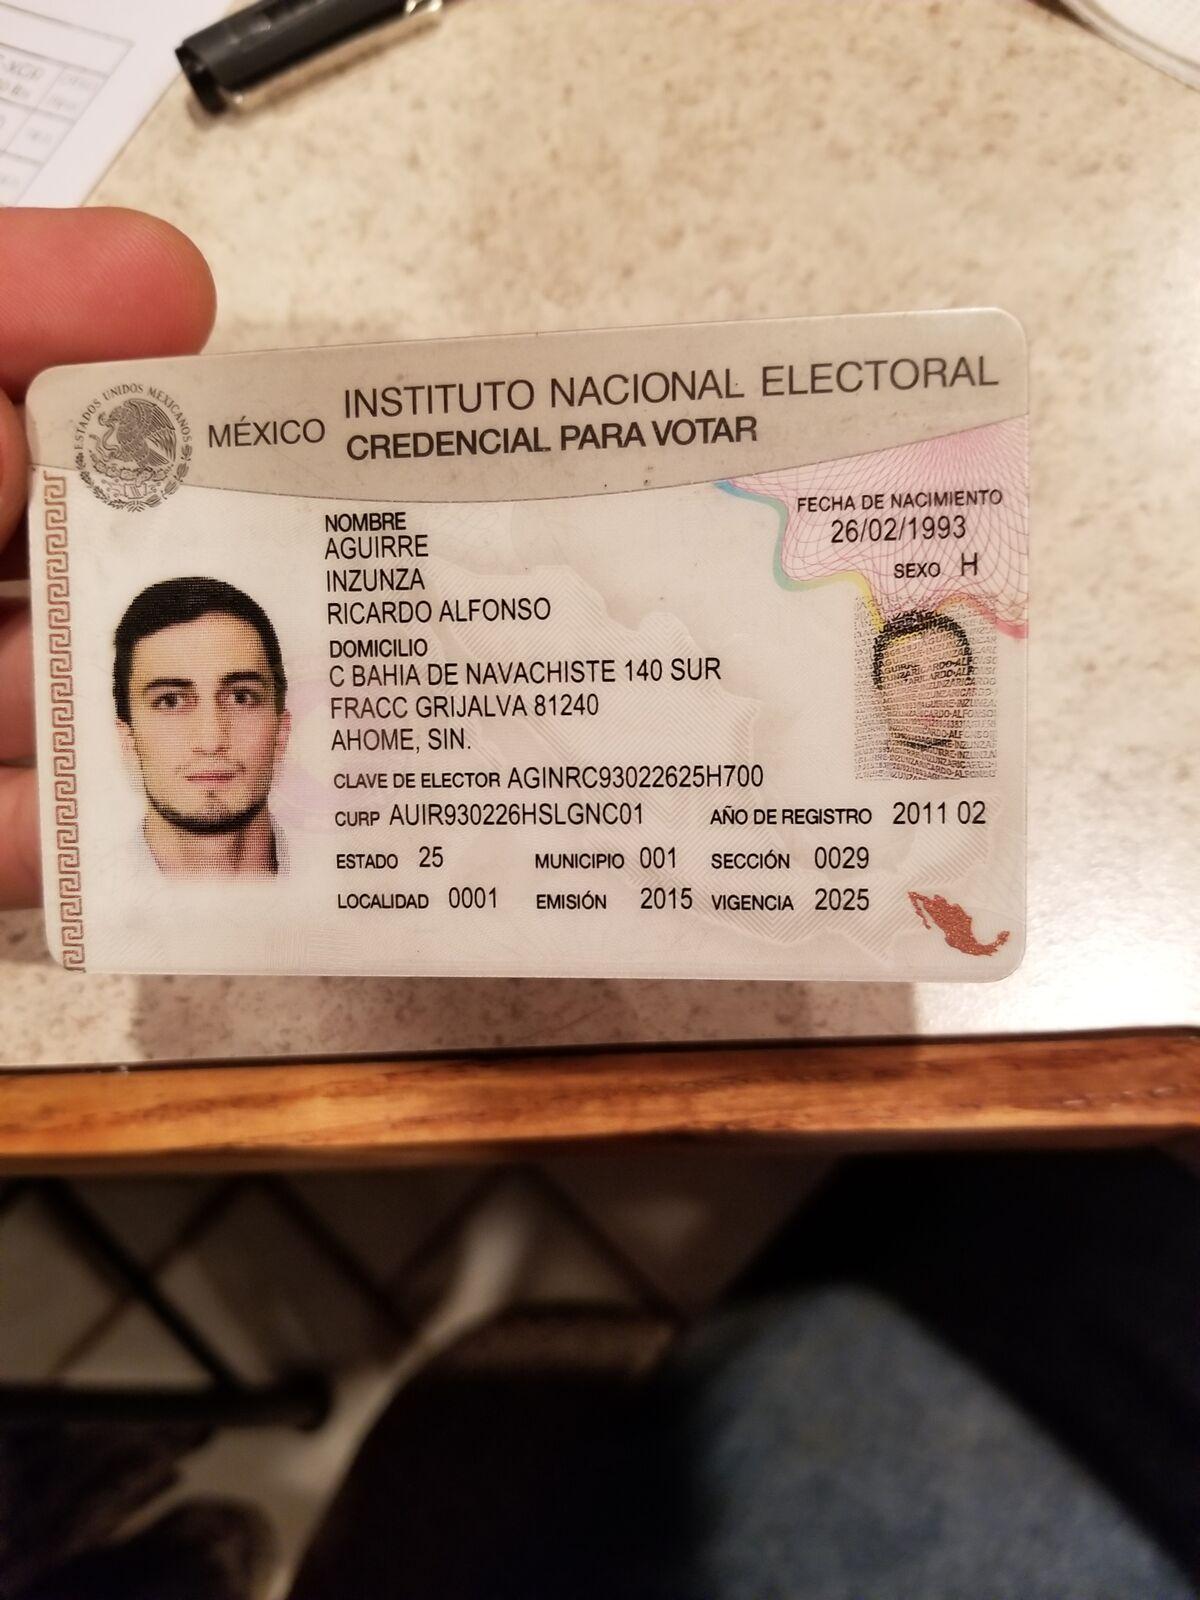 ESTADOS UNIDOS MEXICANOS
MÉXICO
INSTITUTO NACIONAL ELECTORAL
CREDENCIAL PARA VOTAR
FECHA DE NACIMIENTO
26/02/1993
SEXO H
NOMBRE
AGUIRRE
INZUNZA
RICARDO ALFONSO
DOMICILIO
C BAHIA DE NAVACHISTE 140 SUR
FRACC GRIJALVA 81240
AHOME, SIN.
CLAVE DE ELECTOR AGINRC93022625H700
CURP AUIR930226HSLGNC01 AÑO DE REGISTRO 2011 02
ESTADO 25 MUNICIPIO 001 SECCIÓN 0029
LOCALIDAD 0001 EMISIÓN 2015 VIGENCIA 2025